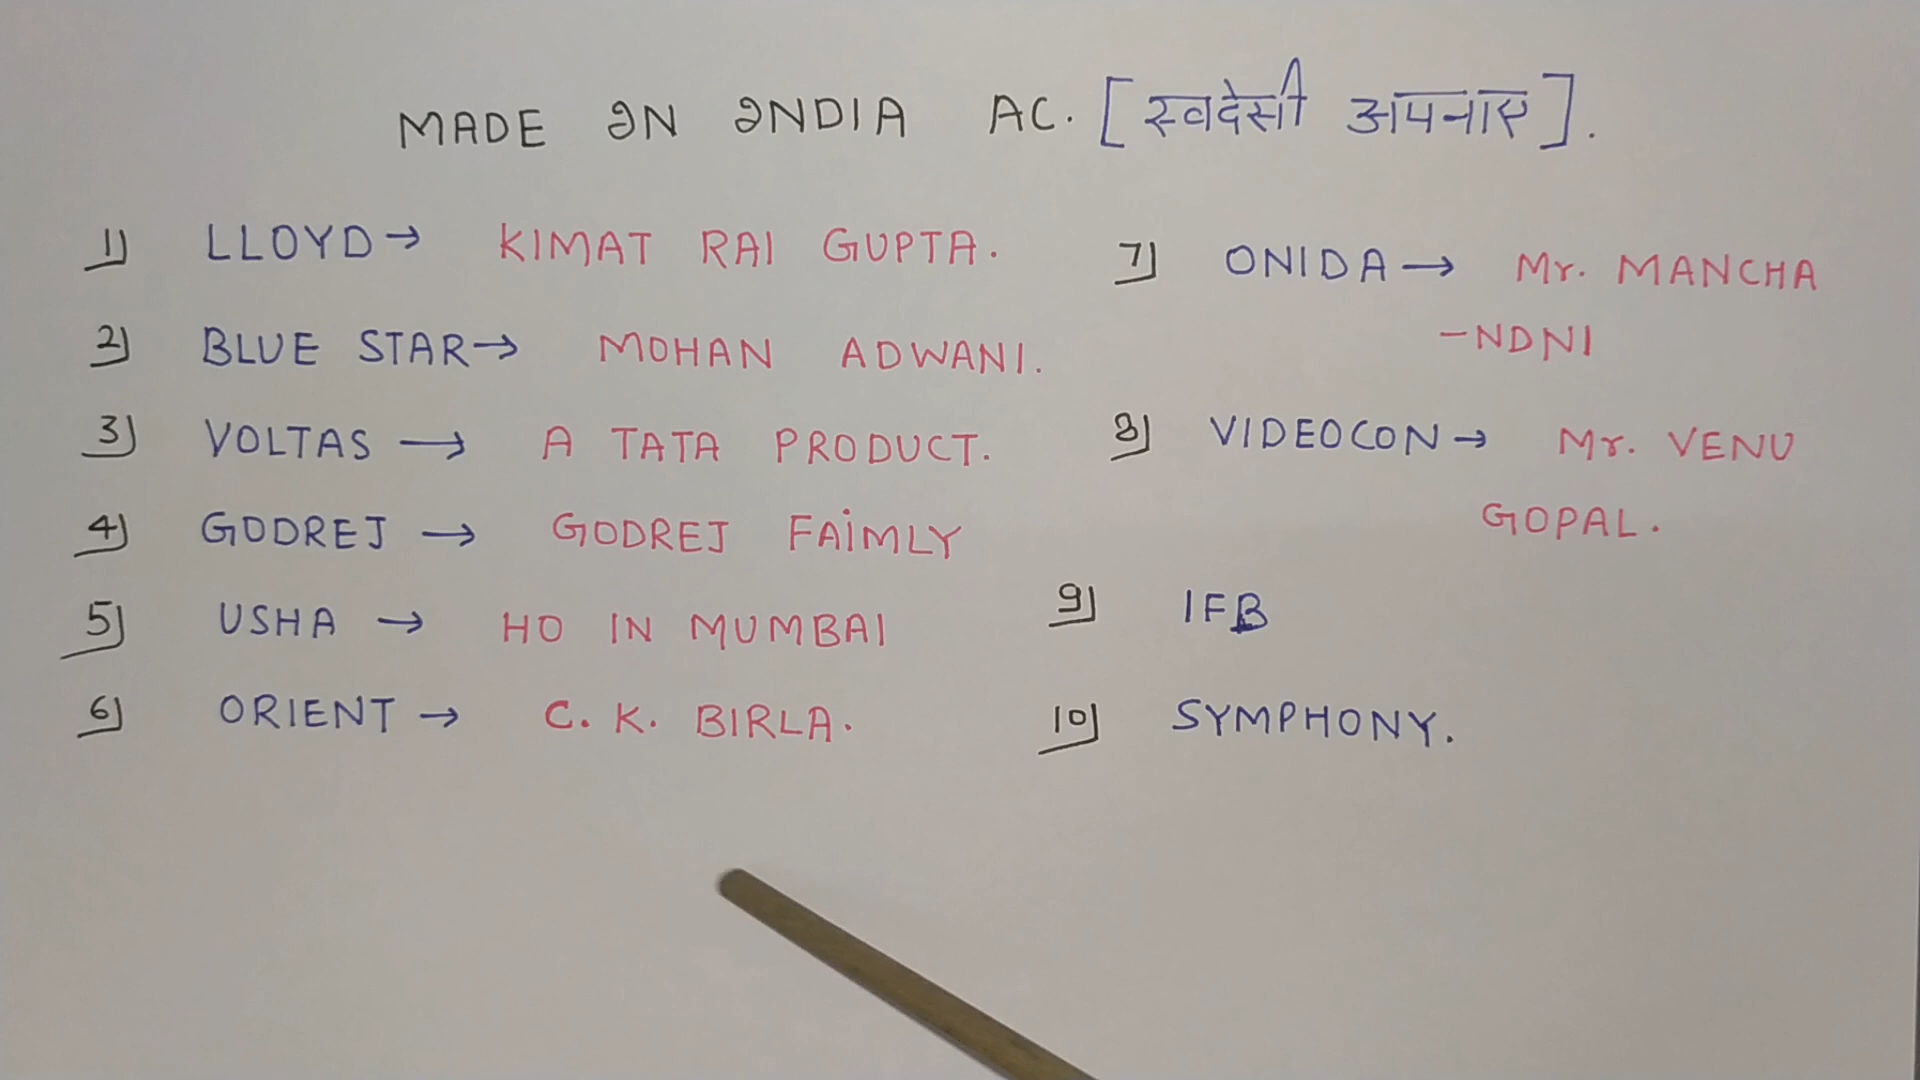 MADE IN INDIA AC. [स्वदेसी अपनाए].
1) LLOYD → KIMAT RAI GUPTA.
2) BLUE STAR → MOHAN ADWANI.
3) VOLTAS → A TATA PRODUCT.
4) GODREJ → GODREJ FAiMLY
5) USHA → HO IN MUMBAI
6) ORIENT → C. K. BIRLA.
7) ONIDA → Mr. MANCHA
-NDNI
8) VIDEOCON → Mr. VENU
GOPAL.
9) IFB
10) SYMPHONY.